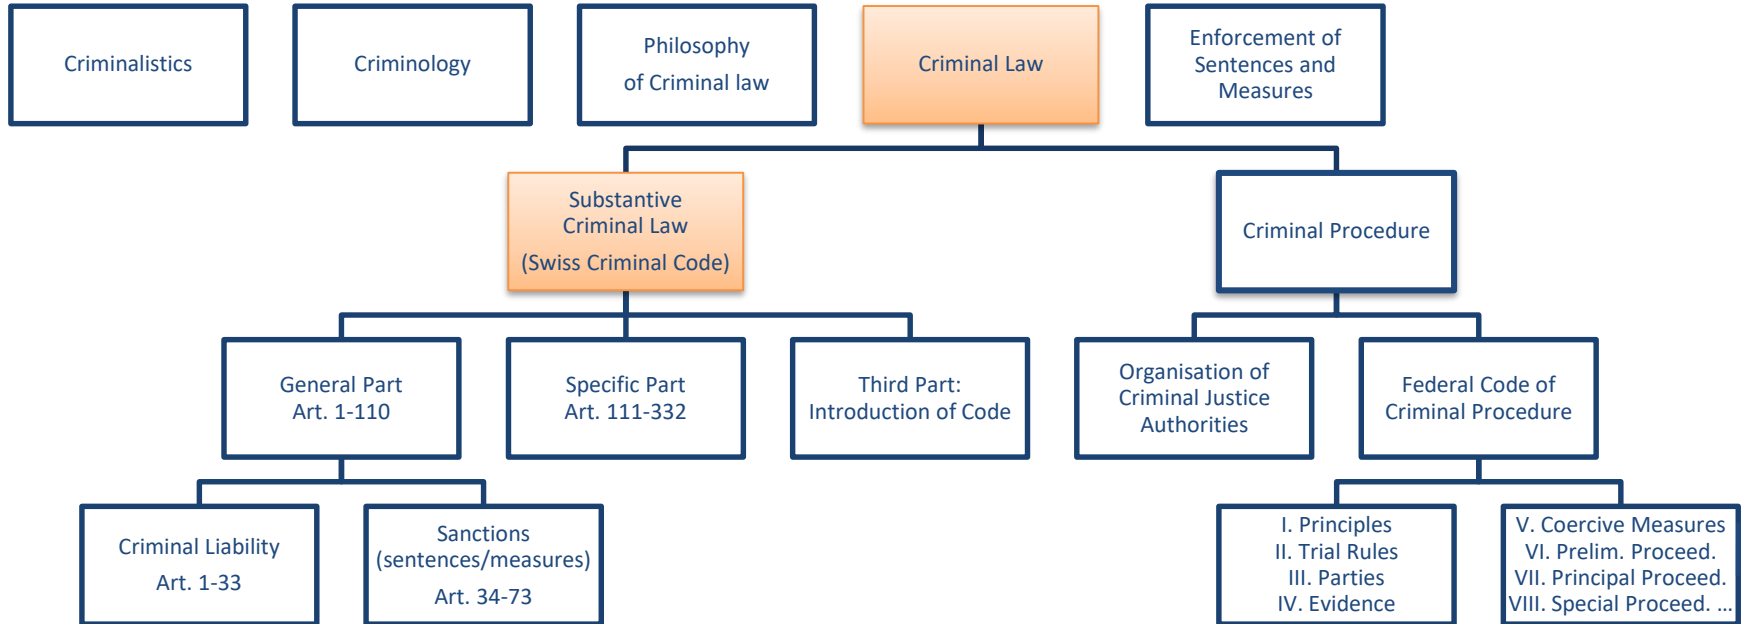 Criminalistics
Criminology
Philosophy
of Criminal law
Criminal Law
Enforcement of
Sentences and
Measures
Substantive
Criminal Law
(Swiss Criminal Code)
Criminal Procedure
General Part
Art. 1-110
Specific Part
Art. 111-332
Third Part:
Introduction of Code
Organisation of
Criminal Justice
Authorities
Federal Code of
Criminal Procedure
Criminal Liability
Art. 1-33
Sanctions
(sentences/measures)
Art. 34-73
I. Principles
II. Trial Rules
III. Parties
IV. Evidence
V. Coercive Measures
VI. Prelim. Proceed.
VII. Principal Proceed.
VIII. Special Proceed. ...